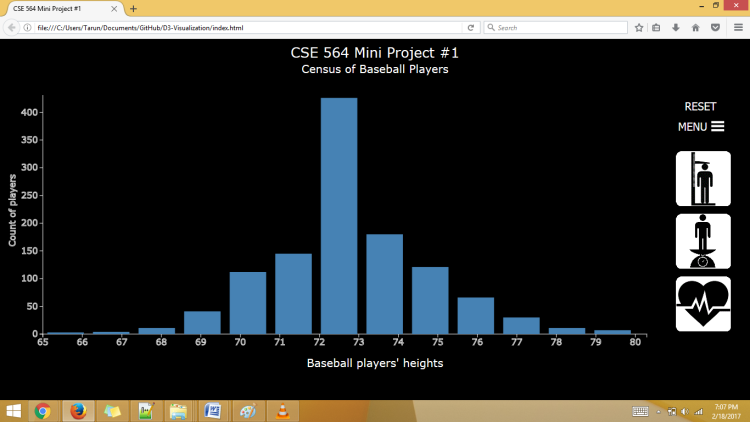 CSE 564 Mini Project #1
file:///C:/Users/Tarun/Documents/GitHub/D3-Visualization/index.html
Search
CSE 564 Mini Project #1
Census of Baseball Players
RESET
MENU
Count of players
400
350
300
250
200
150
100
50
0
65 66 67 68 69 70 71 72 73 74 75 76 77 78 79 80
Baseball players' heights
7:07 PM
2/18/2017